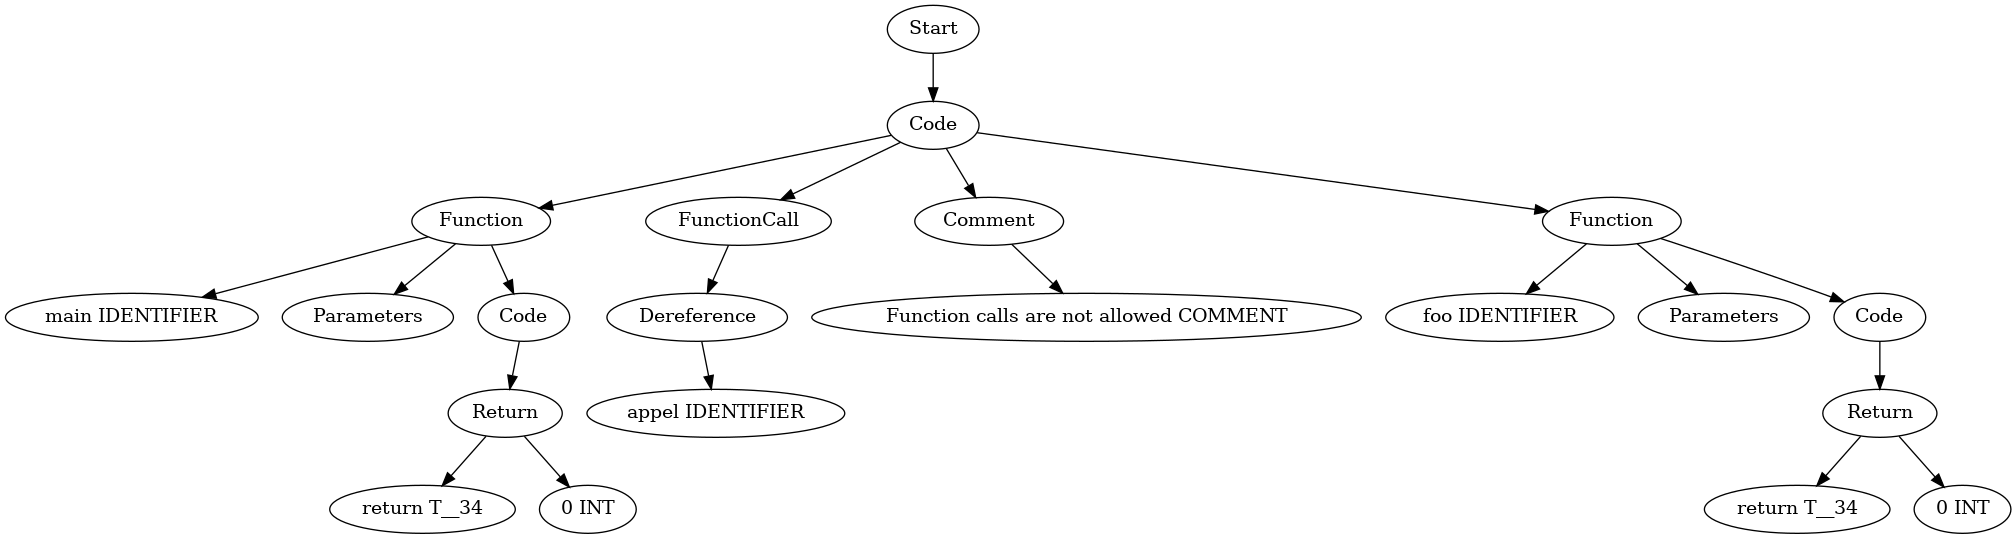 Start
Code
Function
FunctionCall
Comment
Function
main IDENTIFIER
Parameters
Code
Dereference
Function calls are not allowed COMMENT
foo IDENTIFIER
Parameters
Code
Return
appel IDENTIFIER
Return
return T__34
0 INT
return T__34
0 INT